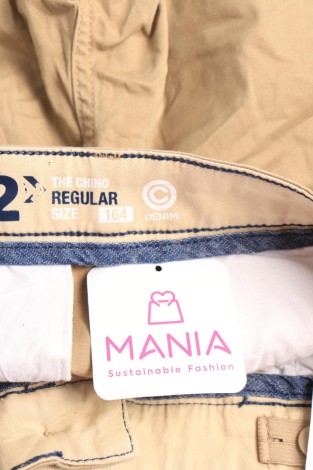 2
THE CHINO
REGULAR
SIZE 164
C
DENIM
MANIA
Sustainable Fashion